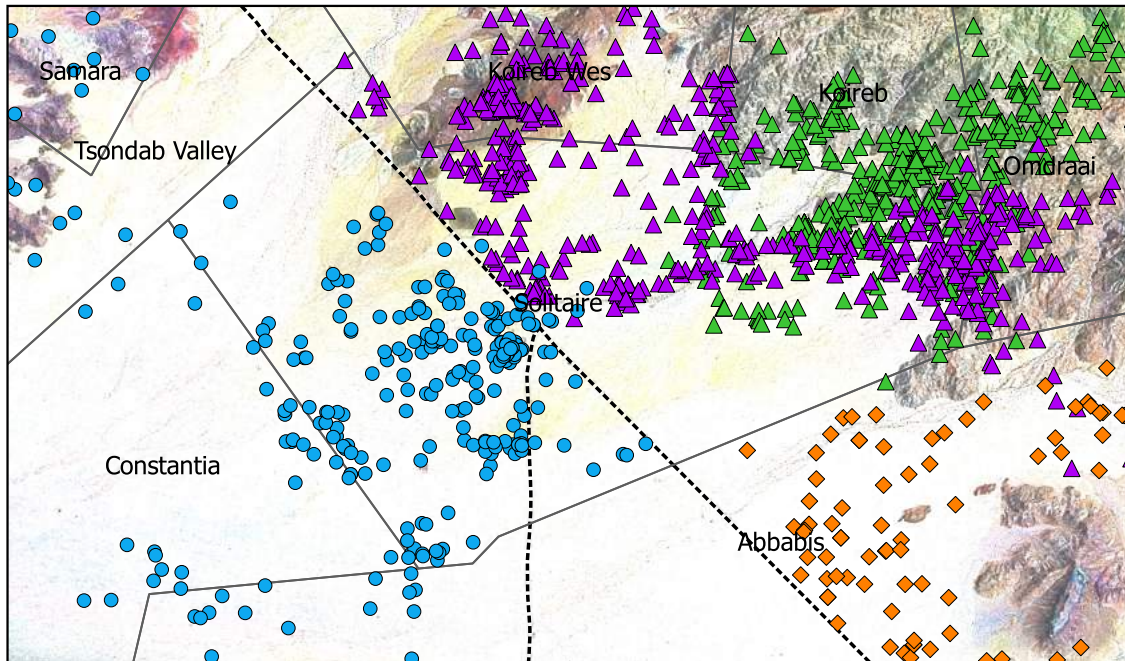 Samara
Koireb Wes
Koireb
Tsondab Valley
Omdraai
Solitaire
Constantia
Abbabis